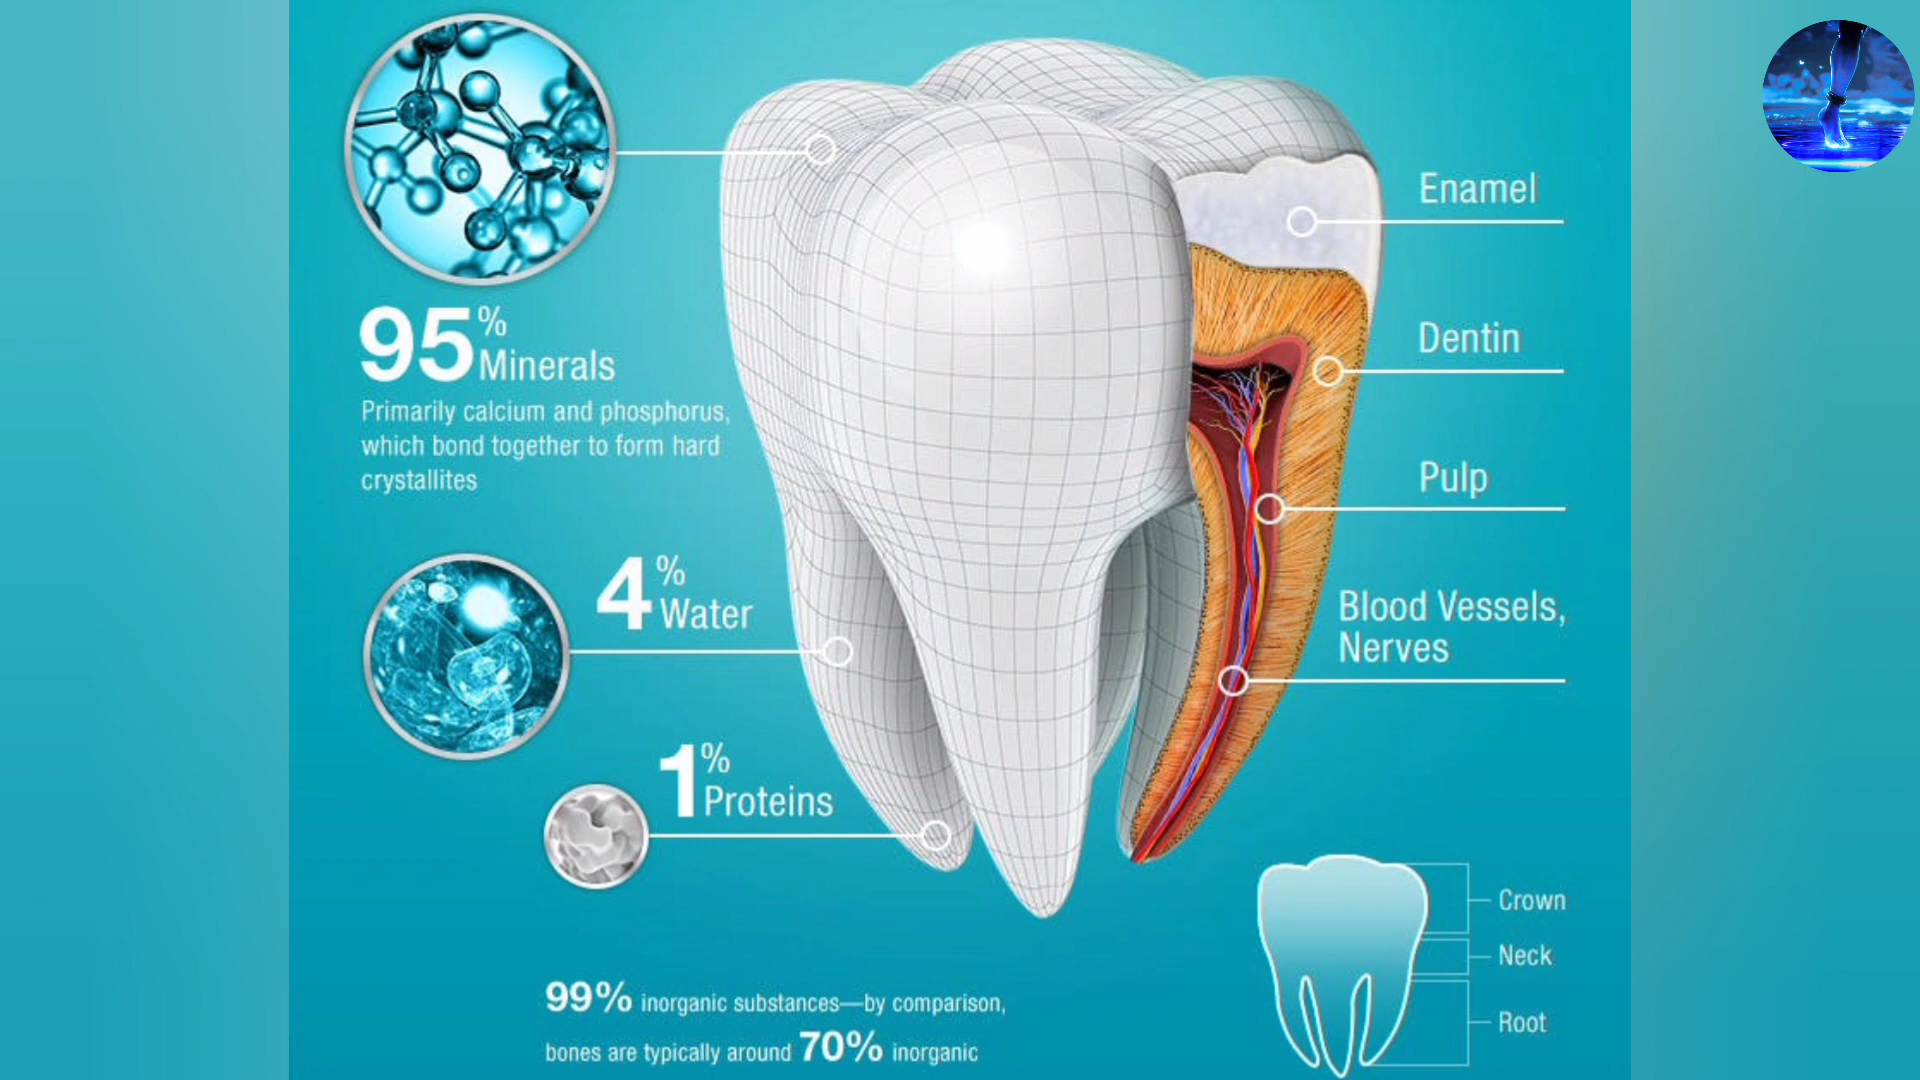 95%
Minerals
Primarily calcium and phosphorus,
which bond together to form hard
crystallites
4%
Water
1%
Proteins
99% inorganic substances—by comparison,
bones are typically around 70% inorganic
Enamel
Dentin
Pulp
Blood Vessels,
Nerves
Crown
Neck
Root